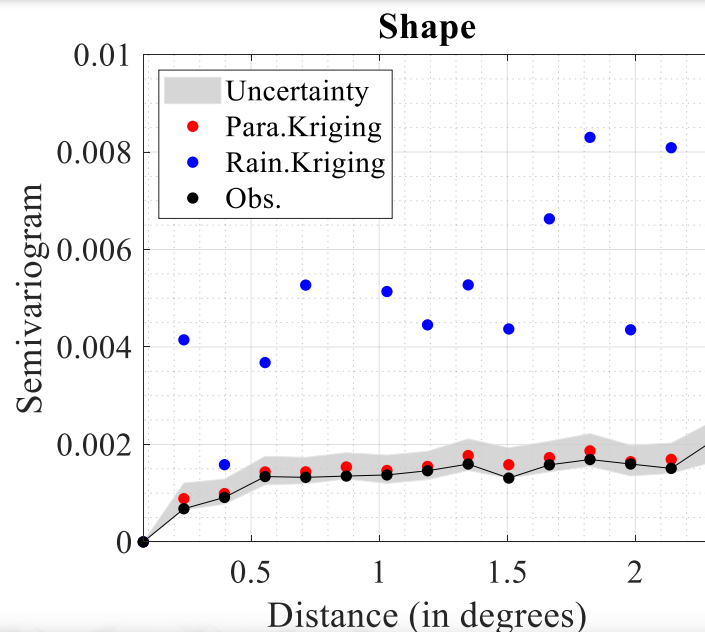 Shape
0.01
0.008
0.006
0.004
0.002
0
Semivariogram
Uncertainty
Para.Kriging
Rain.Kriging
Obs.
0.5 1 1.5 2
Distance (in degrees)